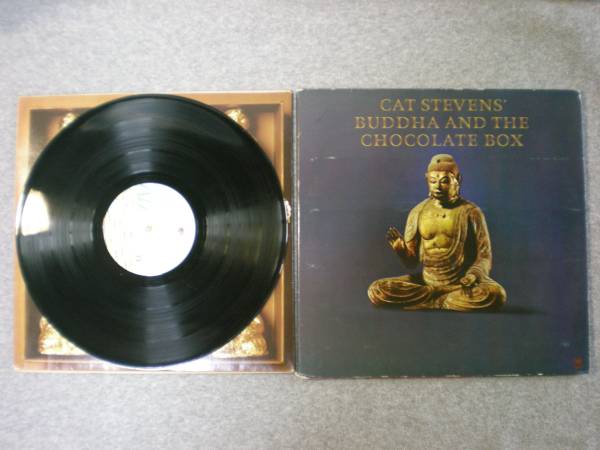 CAT STEVENS'
BUDDHA AND THE
CHOCOLATE BOX